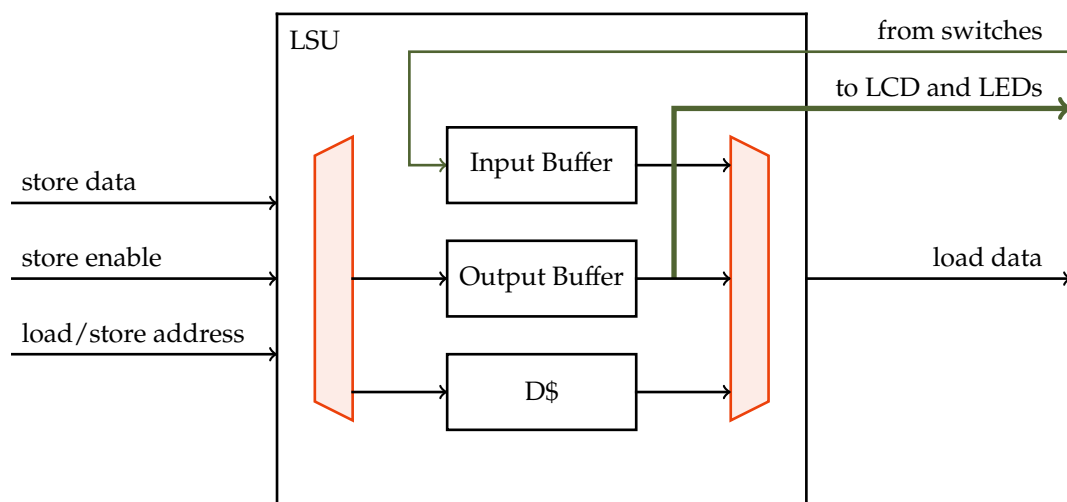 LSU
from switches
to LCD and LEDs
Input Buffer
store data
store enable
Output Buffer
load data
load/store address
D$